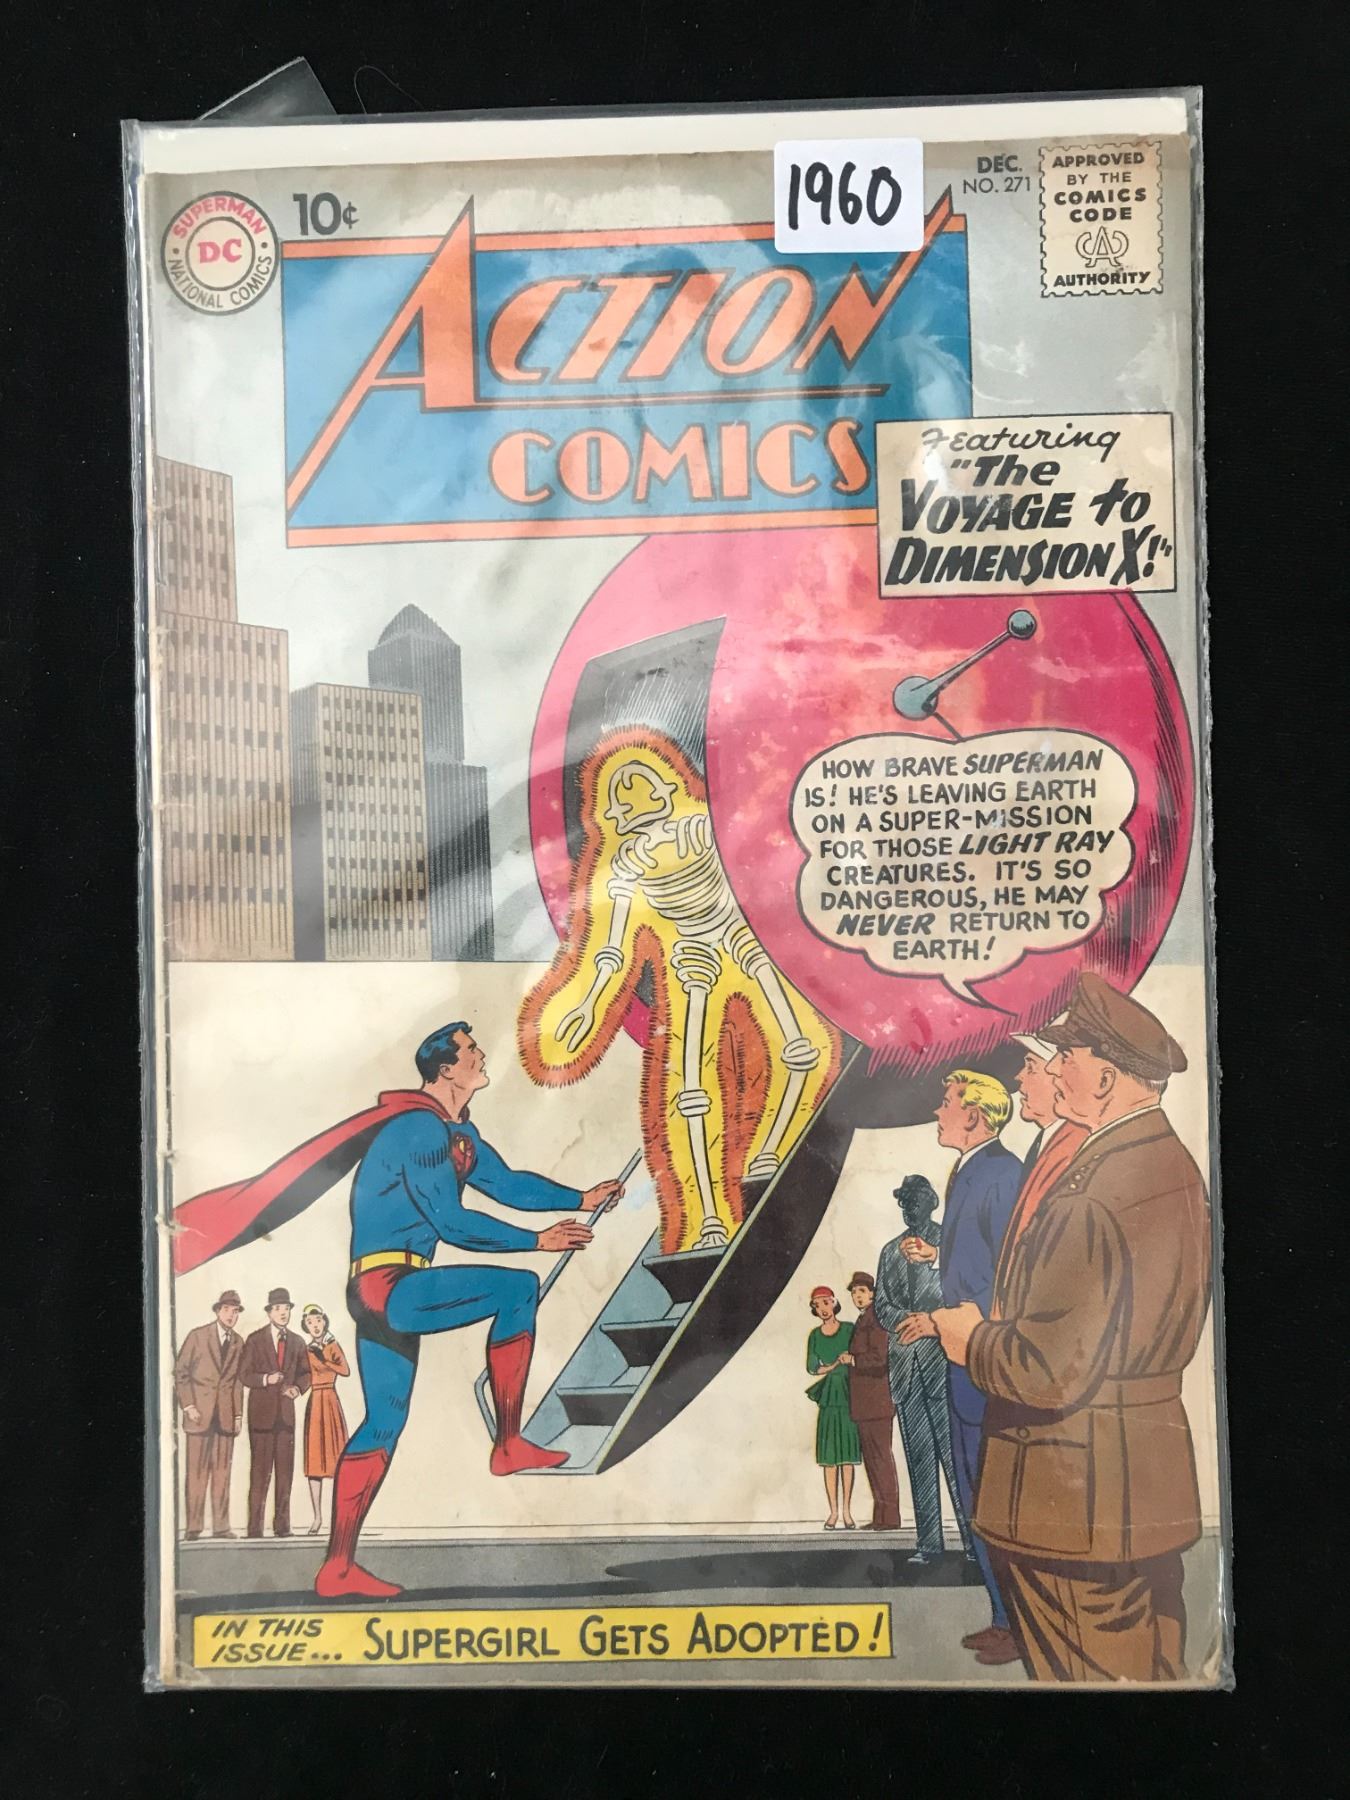 1960
SUPERMAN
DC
NATIONAL COMICS
10¢
DEC.
NO. 271
APPROVED
BY THE
COMICS
CODE
CA
AUTHORITY
ACTION
COMICS
Featuring
"The
VOYAGE to
DIMENSION X!"
HOW BRAVE SUPERMAN
IS! HE'S LEAVING EARTH
ON A SUPER-MISSION
FOR THOSE LIGHT RAY
CREATURES. IT'S SO
DANGEROUS, HE MAY
NEVER RETURN TO
EARTH!
IN THIS
ISSUE... SUPERGIRL GETS ADOPTED!